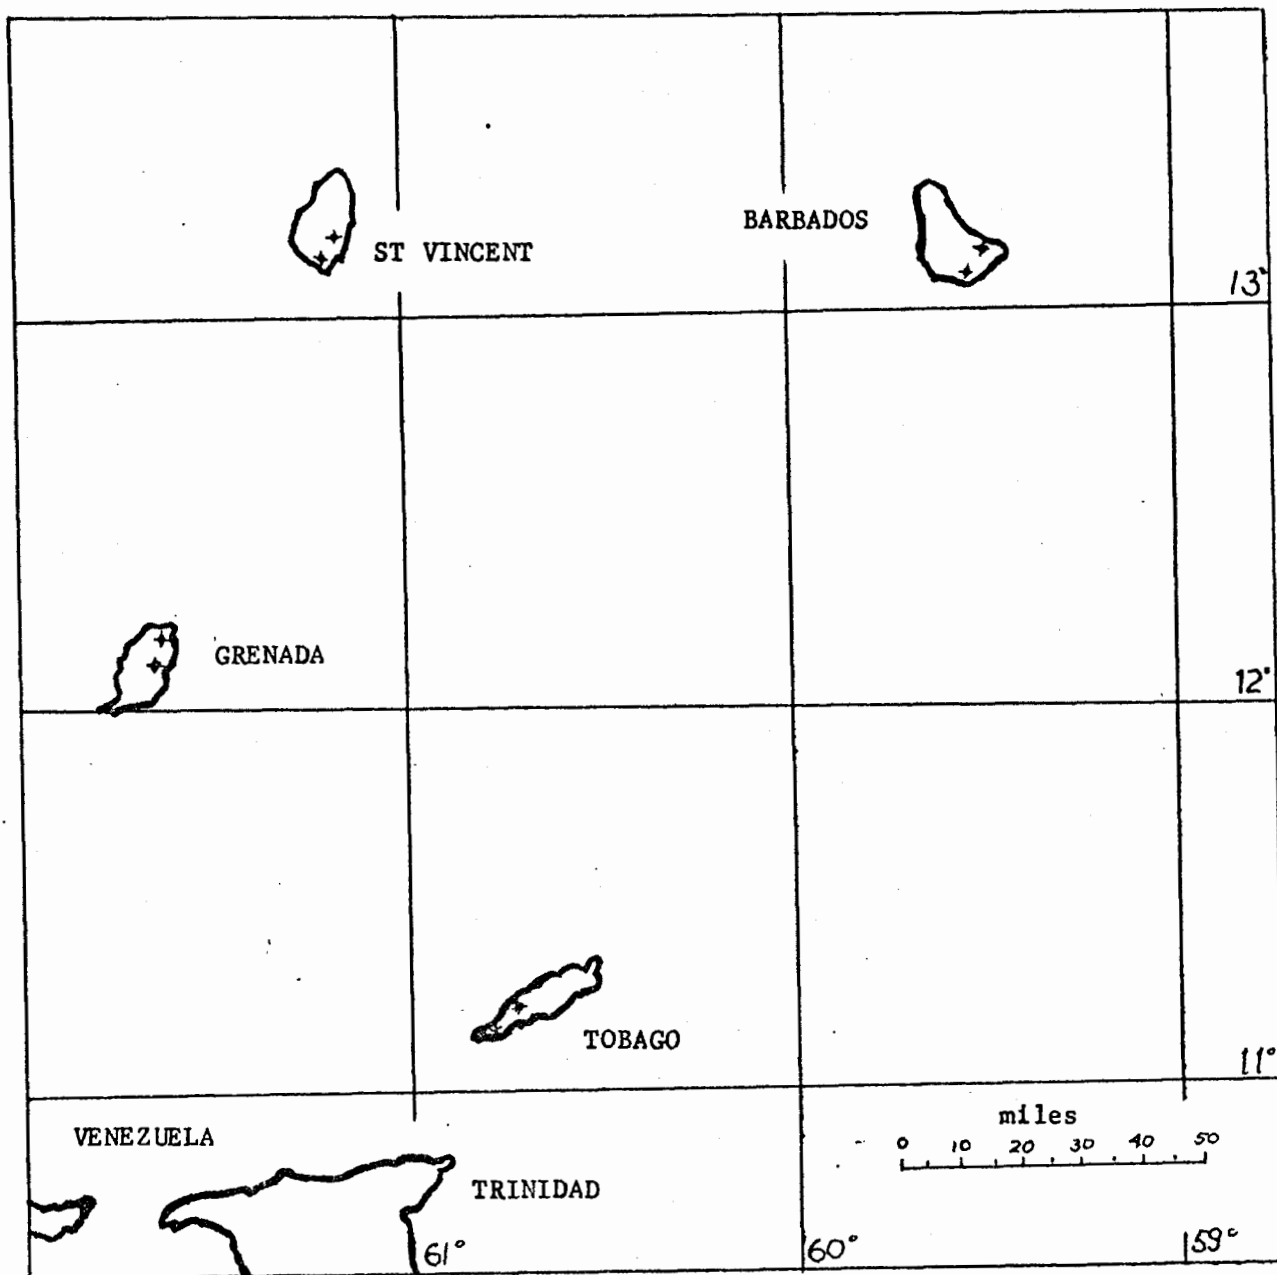 BARBADOS
ST VINCENT
13°
GRENADA
12°
TOBAGO
11°
miles
0 10 20 30 40 50
VENEZUELA
TRINIDAD
61° 60° 59°